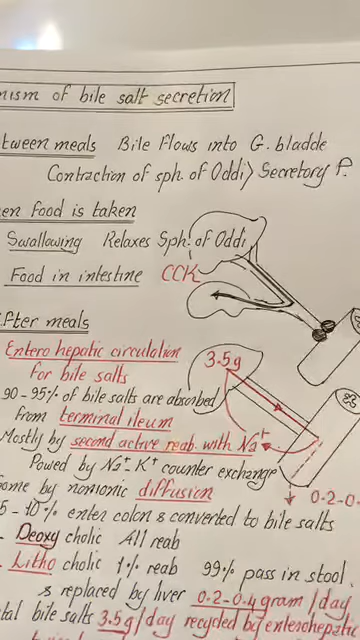 nism of bile salt secretion
tween meals Bile Flows into G. bladde
Contraction of sph. of Oddi > Secretory P.
en food is taken
Swallowing Relaxes Sph. of Oddi
Food in intestine CCK
After meals
Entero hepatic circulation
for bile salts
3.5g
90-95% of bile salts are absorbed
from terminal ileum
Mostly by second active reab. with Na+
Powed by Na+ K+ counter exchange
ome by nonionic diffusion
0-2-0
5-10% enter colon & converted to bile salts
Deoxy cholic All reab
Litho cholic 1% reab 99% pass in stool
& replaced by liver 0-2-0-4 gram/day
tal bile salts 3.5g/day recycled by enterohepatic